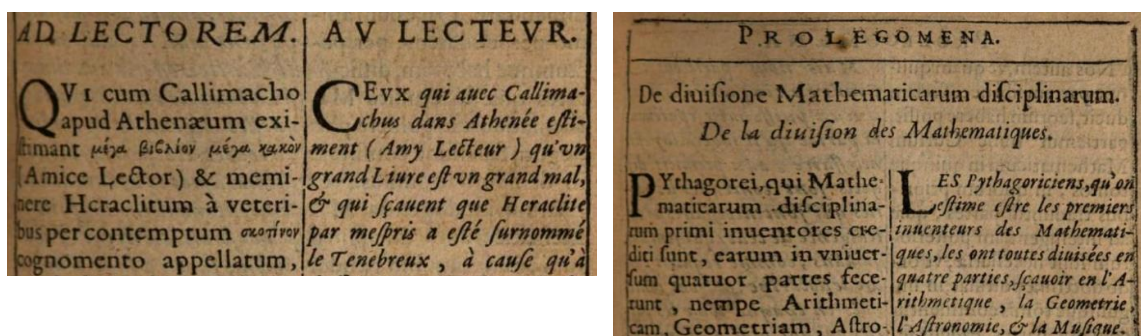 AD LECTOREM.
QVI cum Callimacho
apud Athenæum exi-
ſtimant μέγα βιβλίον μέγα κακὸν
(Amice Lector) & memi-
nere Heraclitum à veteri-
bus per contemptum σκοτίνον
cognomento appellatum,
AV LECTEVR.
CEVX qui auec Callima-
chus dans Athenée eſti-
ment (Amy Lecteur) qu'vn
grand Liure eſt vn grand mal,
& qui ſçauent que Heraclite
par meſpris a eſté ſurnommé
le Tenebreux, à cauſe qu'à
PROLEGOMENA.
De diuiſione Mathematicarum diſciplinarum.
De la diuiſion des Mathematiques.
PYthagorei, qui Mathe-
maticarum diſciplina-
rum primi inuentores cre-
diti ſunt, earum in vniuer-
ſum quatuor partes fece-
runt, nempe Arithmeti-
cam, Geometriam, Aſtro-
LES Pythagoriciens, qu'on
eſtime eſtre les premiers
inuenteurs des Mathemati-
ques, les ont toutes diuisées en
quatre parties, ſçauoir en l'A-
rithmetique, la Geometrie,
l'Aſtronomie, & la Muſique.